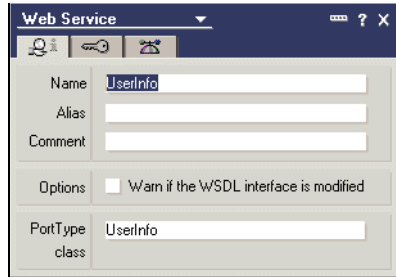 Web Service ? X
Name UserInfo
Alias
Comment
Options Warn if the WSDL interface is modified
PortType class UserInfo